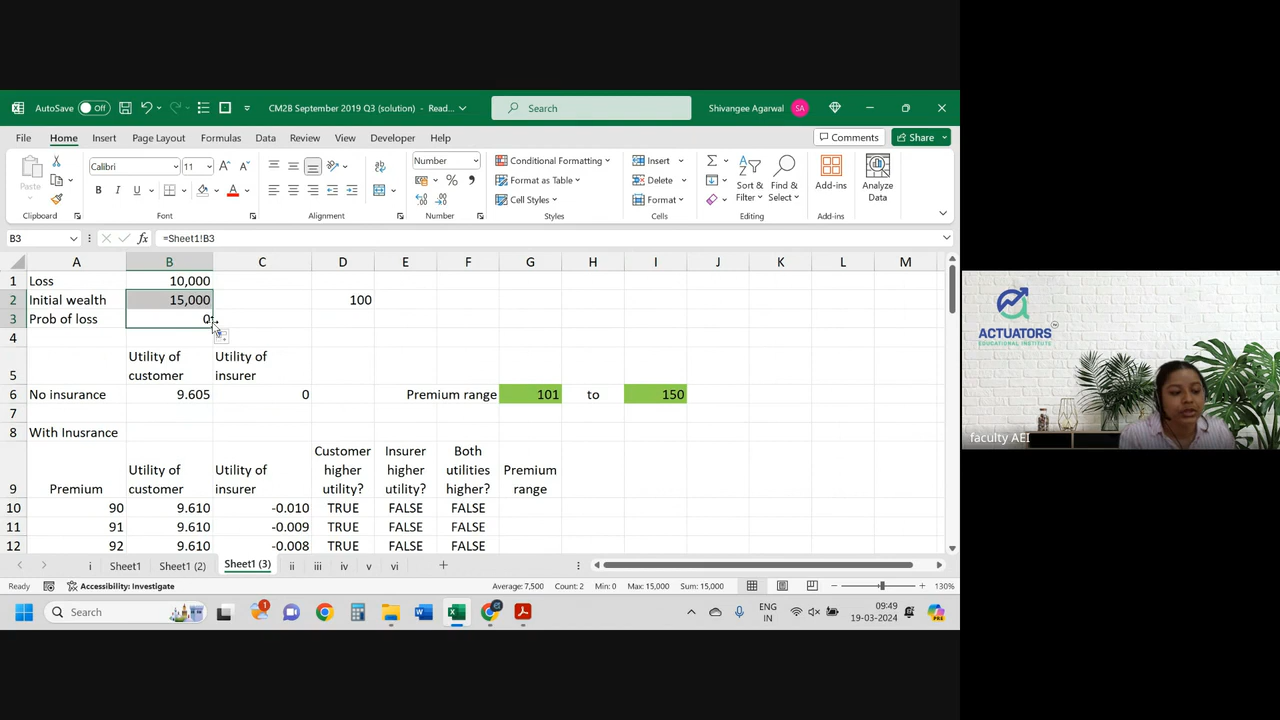 AutoSave Off CM2B September 2019 Q3 (solution) - Read... Search Shivangee Agarwal SA
File Home Insert Page Layout Formulas Data Review View Developer Help Comments Share
Calibri 11 A A ab Number Conditional Formatting Insert Σ
Paste Format as Table Delete Sort & Filter Find & Select Add-ins Analyze Data
B I U A % , Cell Styles Format
Clipboard Font Alignment Number Styles Cells Editing Add-ins
B3 fx =Sheet1!B3
A B C D E F G H I J K L M
1 Loss 10,000
2 Initial wealth 15,000 100
3 Prob of loss 0
4
5 Utility of customer Utility of insurer
6 No insurance 9.605 0 Premium range 101 to 150
7
8 With Inusrance
9 Premium Utility of customer Utility of insurer Customer higher utility? Insurer higher utility? Both utilities higher? Premium range
10 90 9.610 -0.010 TRUE FALSE FALSE
11 91 9.610 -0.009 TRUE FALSE FALSE
12 92 9.610 -0.008 TRUE FALSE FALSE
i Sheet1 Sheet1 (2) Sheet1 (3) ii iii iv v vi
Ready Accessibility: Investigate Average: 7,500 Count: 2 Min: 0 Max: 15,000 Sum: 15,000 130%
Search 1 ENG IN 09:49 19-03-2024
ACTUATORS
EDUCATIONAL INSTITUTE
faculty AEI